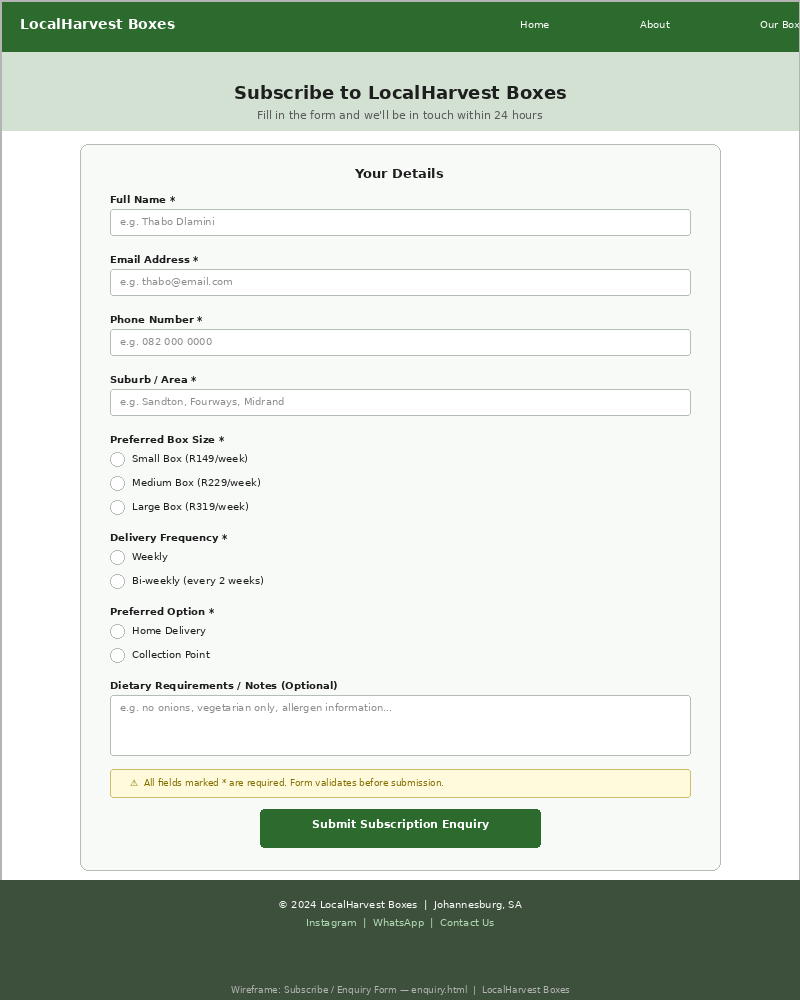 LocalHarvest Boxes Home About Our Box
Subscribe to LocalHarvest Boxes
Fill in the form and we'll be in touch within 24 hours
Your Details
Full Name *
e.g. Thabo Dlamini
Email Address *
e.g. thabo@email.com
Phone Number *
e.g. 082 000 0000
Suburb / Area *
e.g. Sandton, Fourways, Midrand
Preferred Box Size *
Small Box (R149/week)
Medium Box (R229/week)
Large Box (R319/week)
Delivery Frequency *
Weekly
Bi-weekly (every 2 weeks)
Preferred Option *
Home Delivery
Collection Point
Dietary Requirements / Notes (Optional)
e.g. no onions, vegetarian only, allergen information...
⚠ All fields marked * are required. Form validates before submission.
Submit Subscription Enquiry
© 2024 LocalHarvest Boxes | Johannesburg, SA
Instagram | WhatsApp | Contact Us
Wireframe: Subscribe / Enquiry Form — enquiry.html | LocalHarvest Boxes